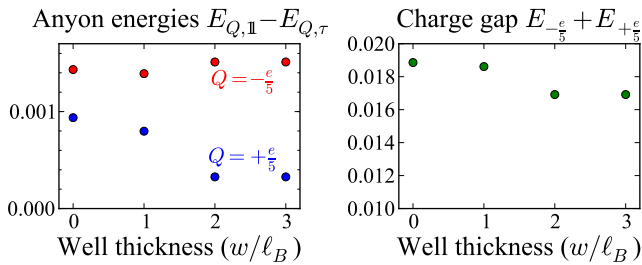 Anyon energies $E_{Q,\mathbb{1}} - E_{Q,\tau}$
0.001
0.000
$Q = -\frac{e}{5}$
$Q = +\frac{e}{5}$
0 1 2 3
Well thickness $(w/\ell_B)$
Charge gap $E_{-\frac{e}{5}} + E_{+\frac{e}{5}}$
0.020
0.018
0.016
0.014
0.012
0.010
0 1 2 3
Well thickness $(w/\ell_B)$